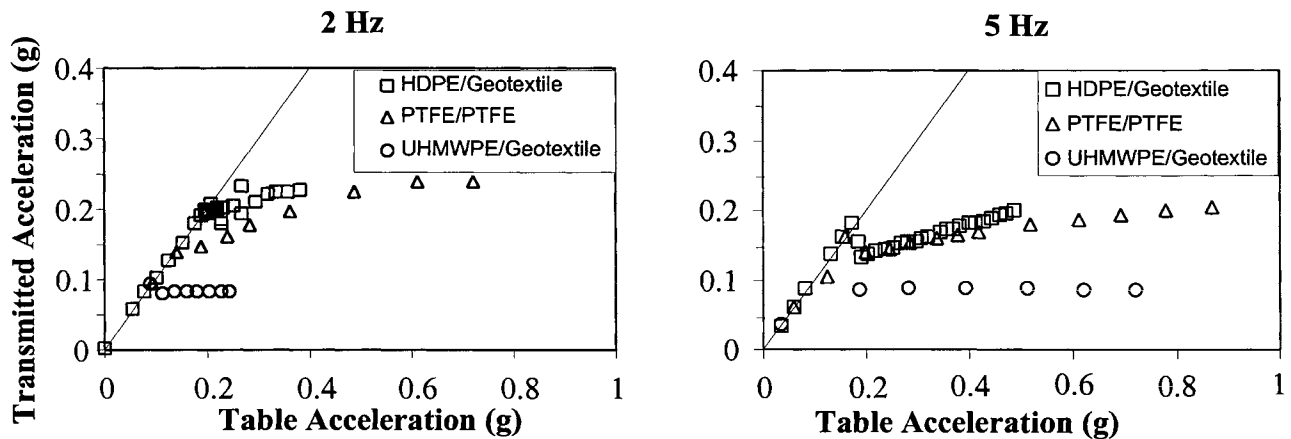 2 Hz
Transmitted Acceleration (g)
0.4
0.3
0.2
0.1
0
HDPE/Geotextile
PTFE/PTFE
UHMWPE/Geotextile
0 0.2 0.4 0.6 0.8 1
Table Acceleration (g)
5 Hz
0.4
0.3
0.2
0.1
0
HDPE/Geotextile
PTFE/PTFE
UHMWPE/Geotextile
0 0.2 0.4 0.6 0.8 1
Table Acceleration (g)